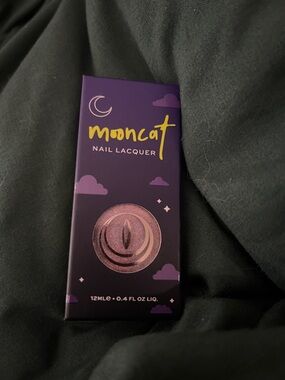 mooncat
NAIL LACQUER
12ML℮ • 0.4 FL OZ LIQ.